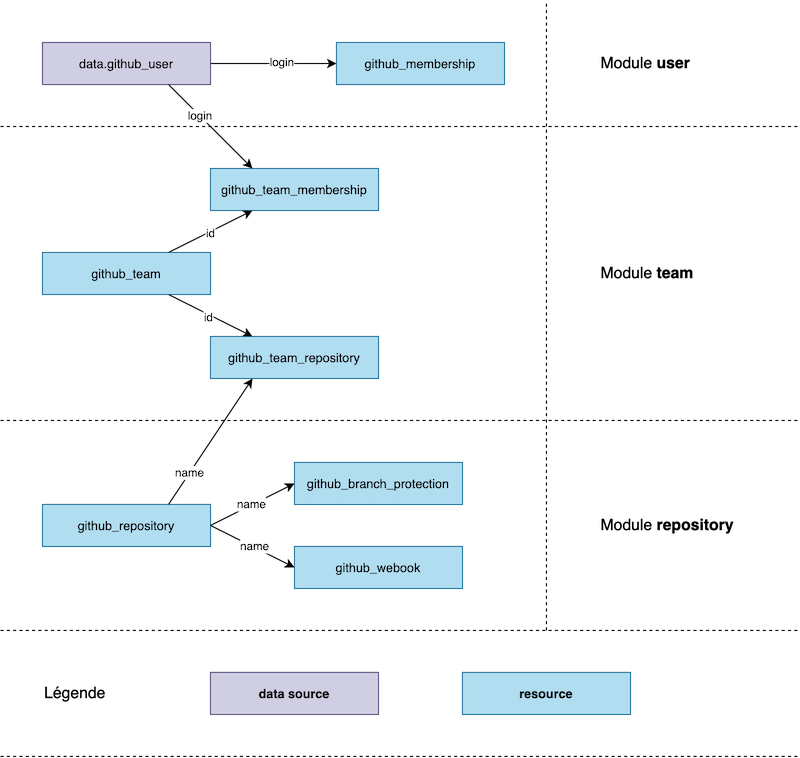 data.github_user
login
github_membership
Module user
login
github_team_membership
id
github_team
Module team
id
github_team_repository
name
github_branch_protection
name
github_repository
Module repository
name
github_webook
Légende
data source
resource